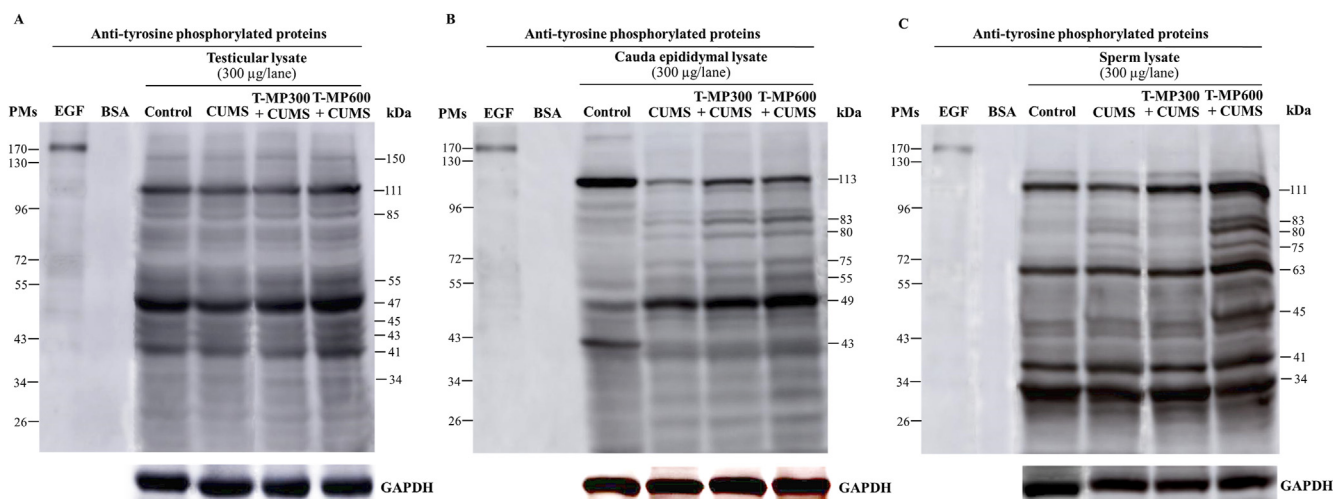 A
Anti-tyrosine phosphorylated proteins
Testicular lysate
(300 µg/lane)
PMs EGF BSA Control CUMS T-MP300 + CUMS T-MP600 + CUMS kDa
170
130
96
72
55
43
34
26
150
111
85
55
47
45
43
41
34
GAPDH
B
Anti-tyrosine phosphorylated proteins
Cauda epididymal lysate
(300 µg/lane)
PMs EGF BSA Control CUMS T-MP300 + CUMS T-MP600 + CUMS kDa
170
130
96
72
55
43
34
26
113
83
80
75
55
49
43
GAPDH
C
Anti-tyrosine phosphorylated proteins
Sperm lysate
(300 µg/lane)
PMs EGF BSA Control CUMS T-MP300 + CUMS T-MP600 + CUMS kDa
170
130
96
72
55
43
34
26
111
83
80
75
63
45
41
34
GAPDH